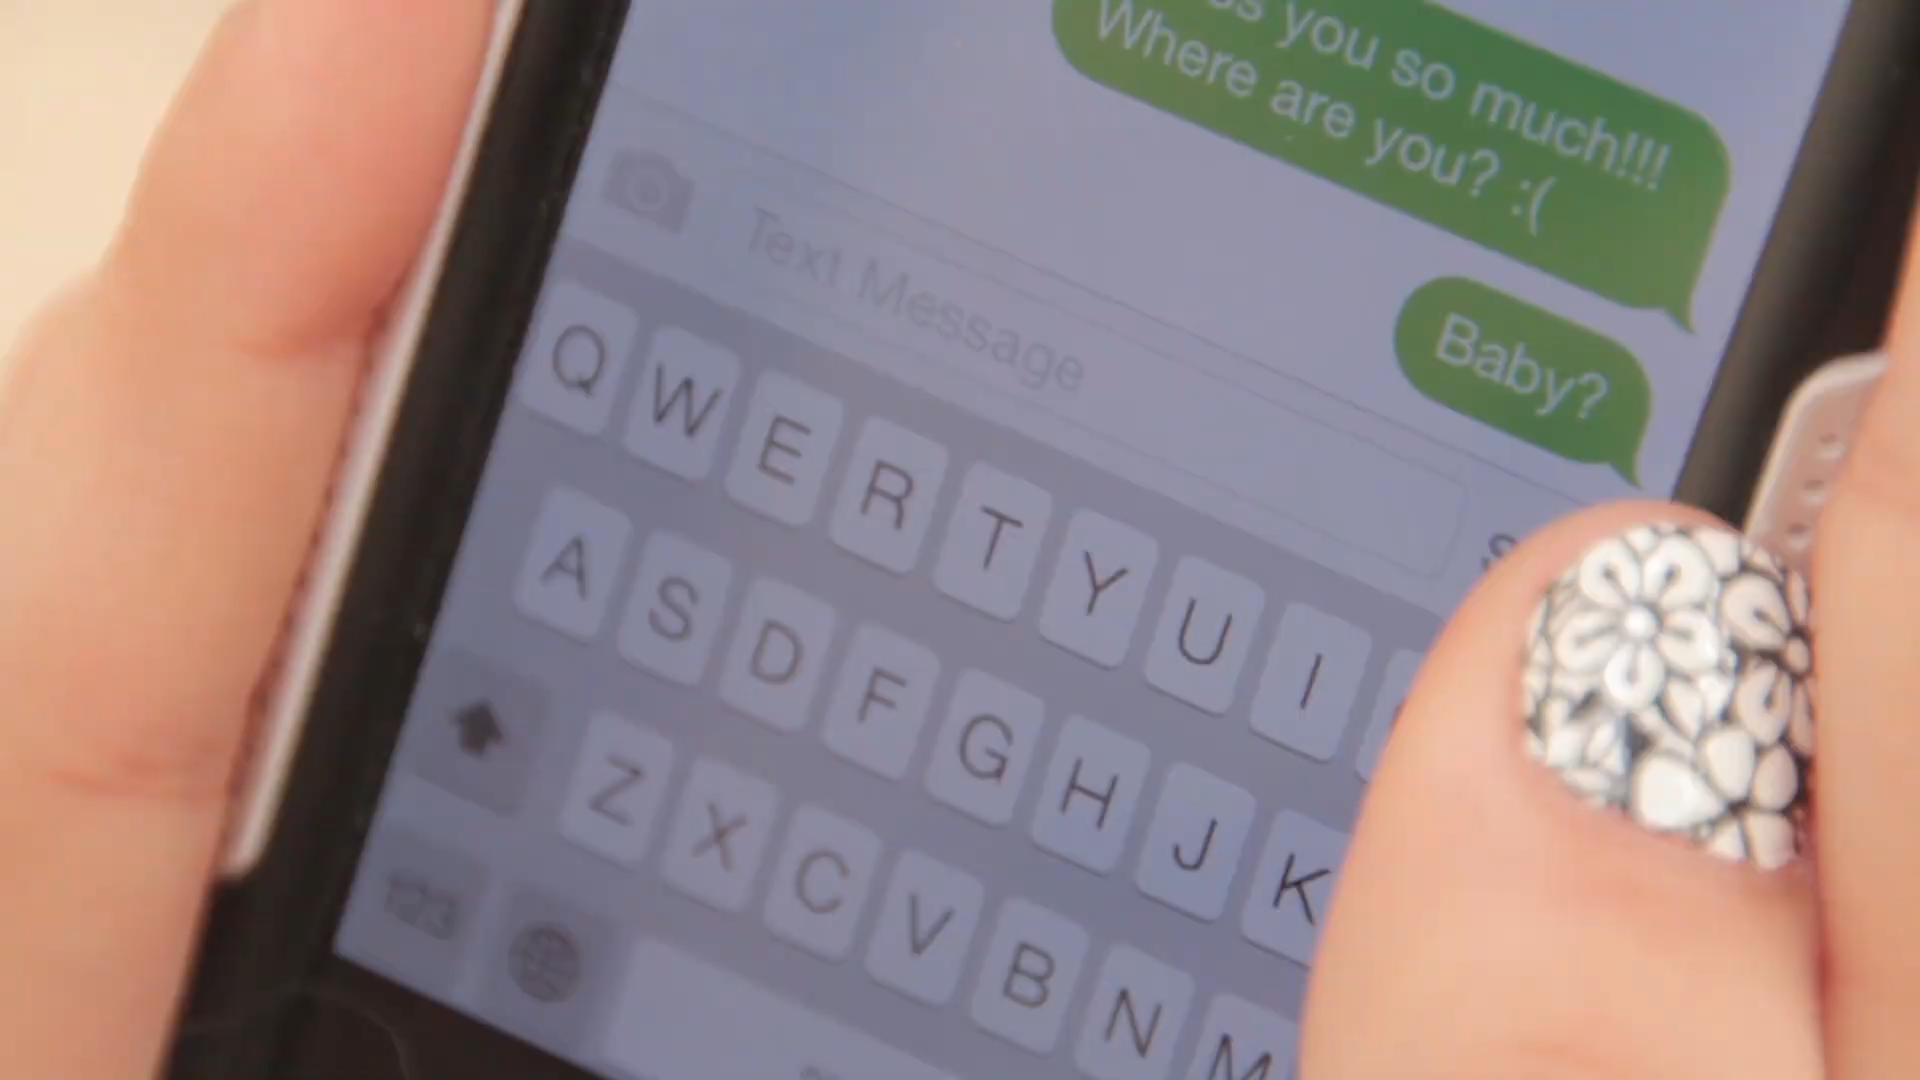 you so much!!!
Where are you? :(
Baby?
Text Message
Q W E R T Y U I
A S D F G H J K
Z X C V B N M
123